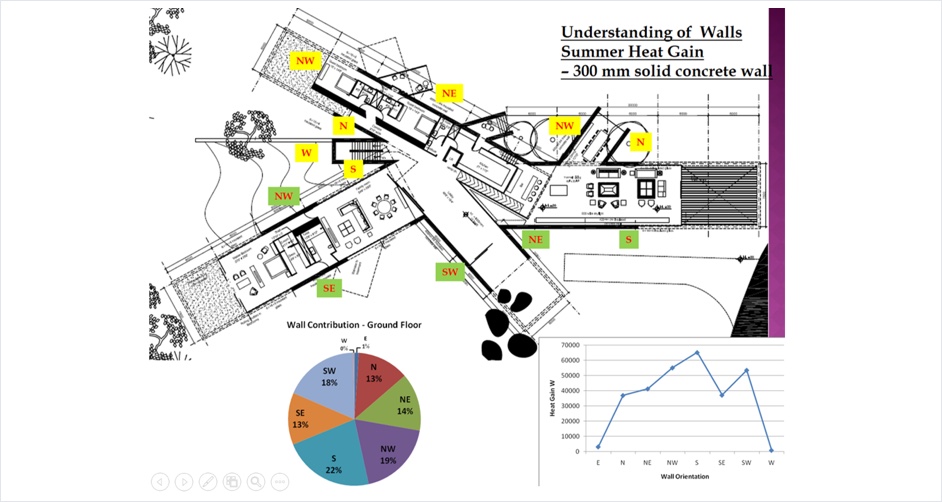 Understanding of Walls
Summer Heat Gain
– 300 mm solid concrete wall
NW
NE
N
NW
N
W
S
NW
NE
S
SW
SE
Wall Contribution - Ground Floor
W
0%
E
1%
N
13%
NE
14%
NW
19%
S
22%
SE
13%
SW
18%
70000
60000
50000
40000
30000
20000
10000
0
Heat Gain W
E N NE NW S SE SW W
Wall Orientation